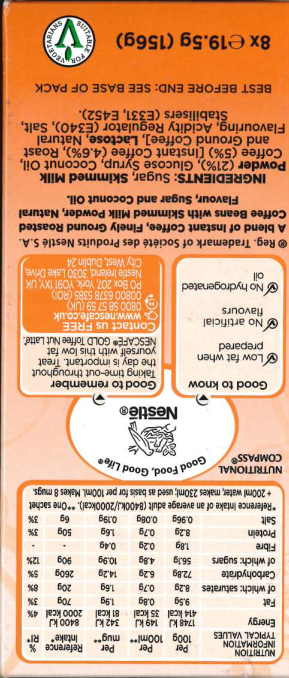 NUTRITION
INFORMATION
TYPICAL VALUES Per 100g Per 100ml** Per mug** Reference Intake* % RI*
Energy 1748 kJ 149 kJ 342 kJ 8400 kJ
414 kcal 35 kcal 81 kcal 2000 kcal 4%
Fat 9.5g 0.8g 1.9g 70g 3%
of which: saturates 8.2g 0.7g 1.6g 20g 8%
Carbohydrate 72.8g 6.2g 14.2g 260g 5%
of which: sugars 56.1g 4.8g 10.9g 90g 12%
Fibre 1.8g 0.2g 0.4g - -
Protein 8.2g 0.7g 1.6g 50g 3%
Salt 0.96g 0.08g 0.19g 6g 3%
*Reference intake of an average adult (8400kJ/2000kcal), **One sachet
+ 200ml water, makes 230ml; used as basis for per 100ml. Makes 8 mugs.
NUTRITIONAL
COMPASS®
Good Food, Good Life®
Nestlé®
Good to know
Low fat when
prepared
No artificial
flavours
No hydrogenated
oil
Good to remember
Taking time-out throughout
the day is important. Treat
yourself with this low fat
NESCAFÉ® GOLD Toffee Nut Latte.
Contact us FREE
www.nescafe.co.uk
0800 58 57 59 (UK)
00800 6378 5385 (ROI)
PO Box 207, York, YO91 1XY, UK
Nestlé Ireland, 3030 Lake Drive,
City West, Dublin 24
® Reg. Trademark of Société des Produits Nestlé S.A.
A blend of Instant Coffee, Finely Ground Roasted
Coffee Beans with Skimmed Milk Powder, Natural
Flavour, Sugar and Coconut Oil.
INGREDIENTS: Sugar, Skimmed Milk
Powder (21%), Glucose Syrup, Coconut Oil,
Coffee (5%) [Instant Coffee (4.6%), Roast
and Ground Coffee], Lactose, Natural
Flavouring, Acidity Regulator (E340), Salt,
Stabilisers (E331, E452).
BEST BEFORE END: SEE BASE OF PACK
8x ℮19.5g (156g)
SUITABLE FOR VEGETARIANS